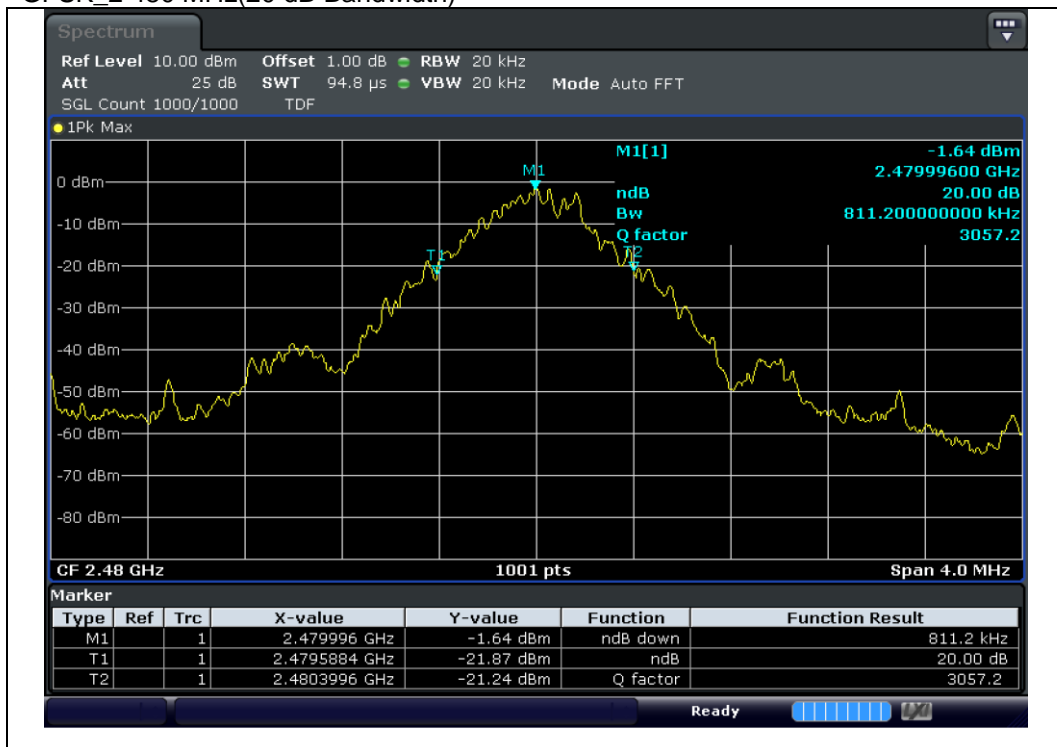 Spectrum
Ref Level 10.00 dBm Offset 1.00 dB RBW 20 kHz
Att 25 dB SWT 94.8 µs VBW 20 kHz Mode Auto FFT
SGL Count 1000/1000 TDF
1Pk Max
M1[1] -1.64 dBm
2.47999600 GHz
M1
0 dBm
ndB 20.00 dB
Bw 811.200000000 kHz
-10 dBm
Q factor 3057.2
T1
T2
-20 dBm
-30 dBm
-40 dBm
-50 dBm
-60 dBm
-70 dBm
-80 dBm
CF 2.48 GHz 1001 pts Span 4.0 MHz
Marker
Type Ref Trc X-value Y-value Function Function Result
M1 1 2.479996 GHz -1.64 dBm ndB down 811.2 kHz
T1 1 2.4795884 GHz -21.87 dBm ndB 20.00 dB
T2 1 2.4803996 GHz -21.24 dBm Q factor 3057.2
Ready